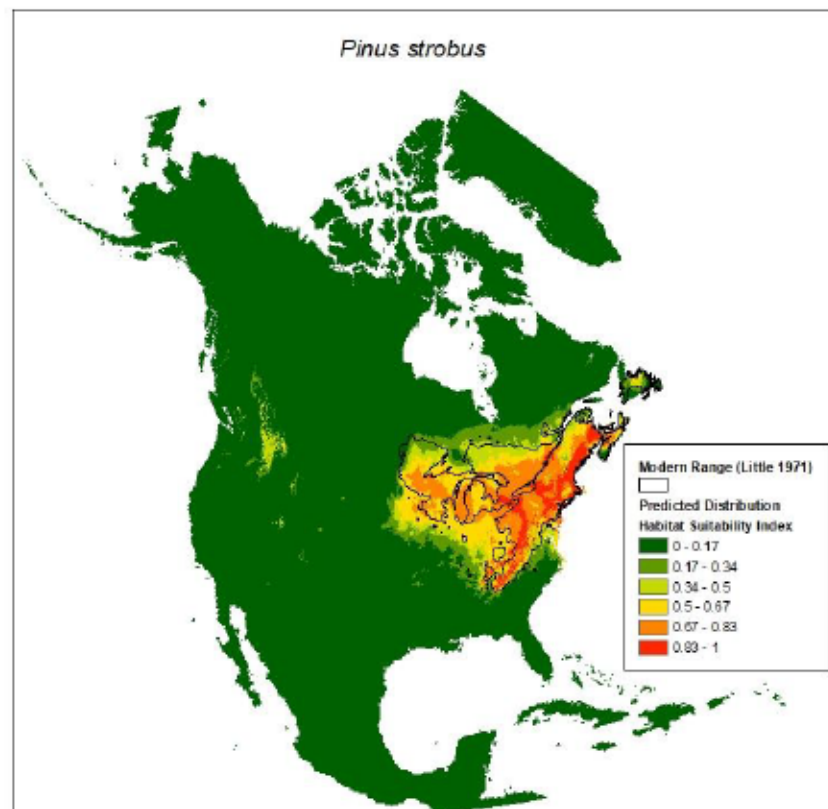 Pinus strobus
Modern Range (Little 1971)
Predicted Distribution
Habitat Suitability Index
0 - 0.17
0.17 - 0.34
0.34 - 0.5
0.5 - 0.67
0.67 - 0.83
0.83 - 1